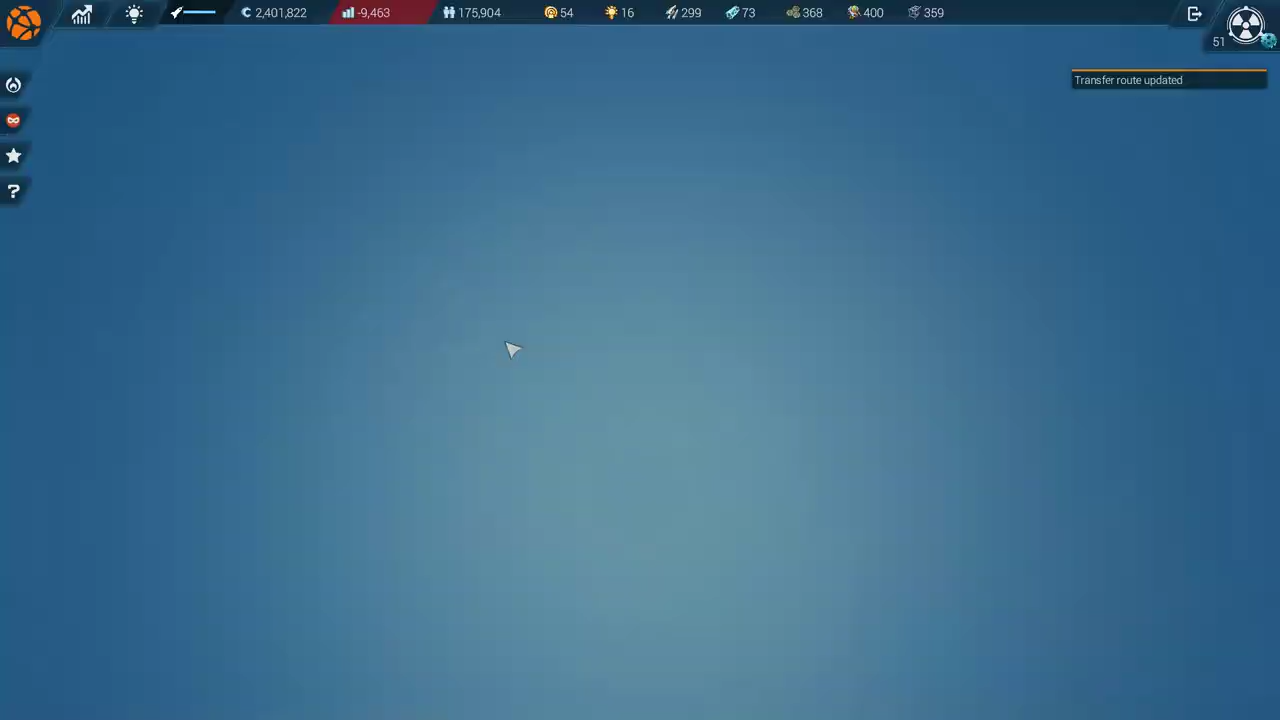 2,401,822 -9,463 175,904 54 16 299 73 368 400 359
51
Transfer route updated
?